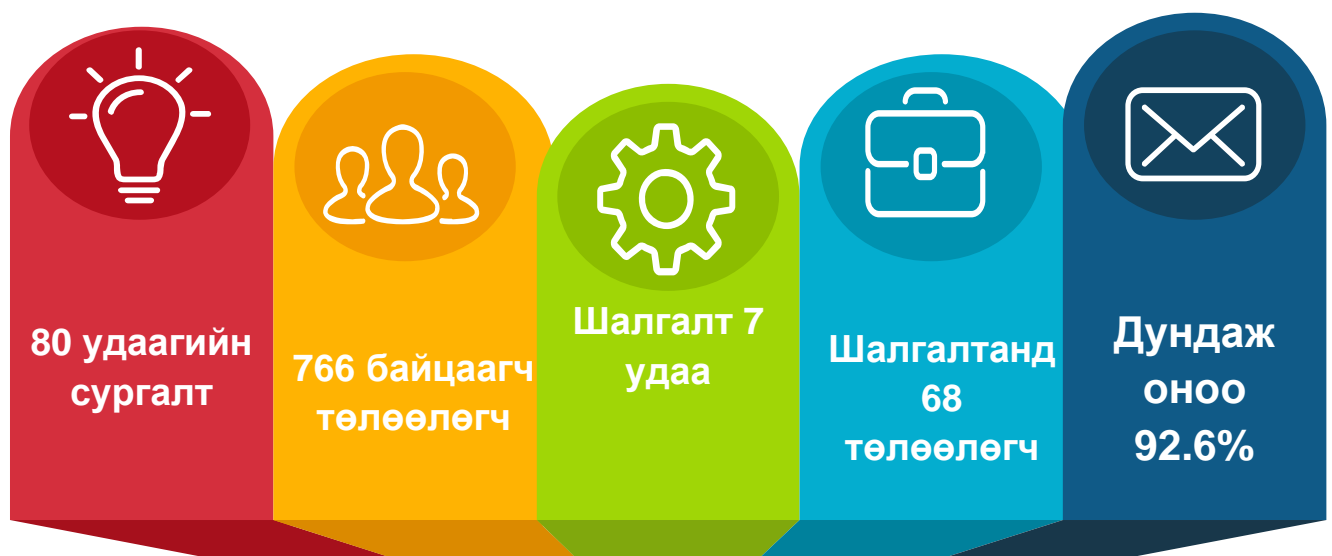 80 удаагийн
сургалт
766 байцаагч
төлөөлөгч
Шалгалт 7
удаа
Шалгалтанд
68
төлөөлөгч
Дундаж
оноо
92.6%